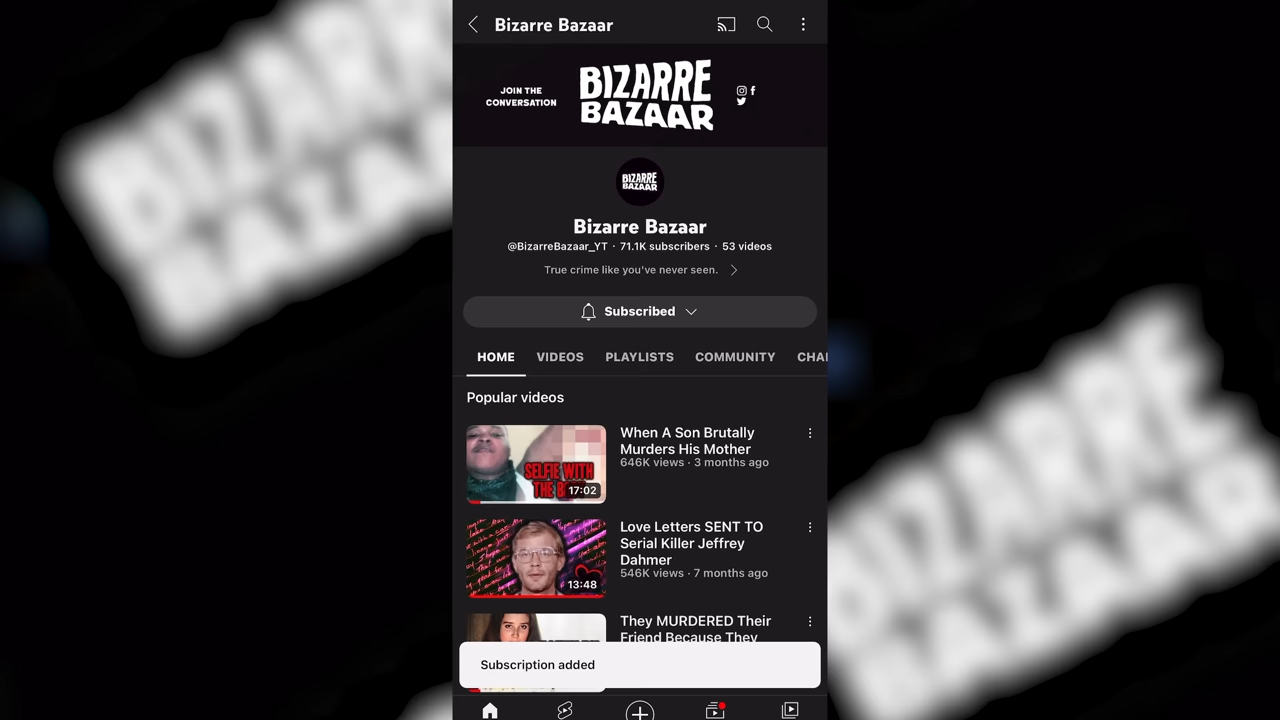 Bizarre Bazaar
JOIN THE
CONVERSATION
BIZARRE
BAZAAR
BIZARRE
BAZAAR
Bizarre Bazaar
@BizarreBazaar_YT · 71.1K subscribers · 53 videos
True crime like you've never seen.
Subscribed
HOME VIDEOS PLAYLISTS COMMUNITY
Popular videos
SELFIE WITH
THE
17:02
When A Son Brutally
Murders His Mother
646K views · 3 months ago
13:48
Love Letters SENT TO
Serial Killer Jeffrey
Dahmer
546K views · 7 months ago
They MURDERED Their
Friend Because They
Subscription added